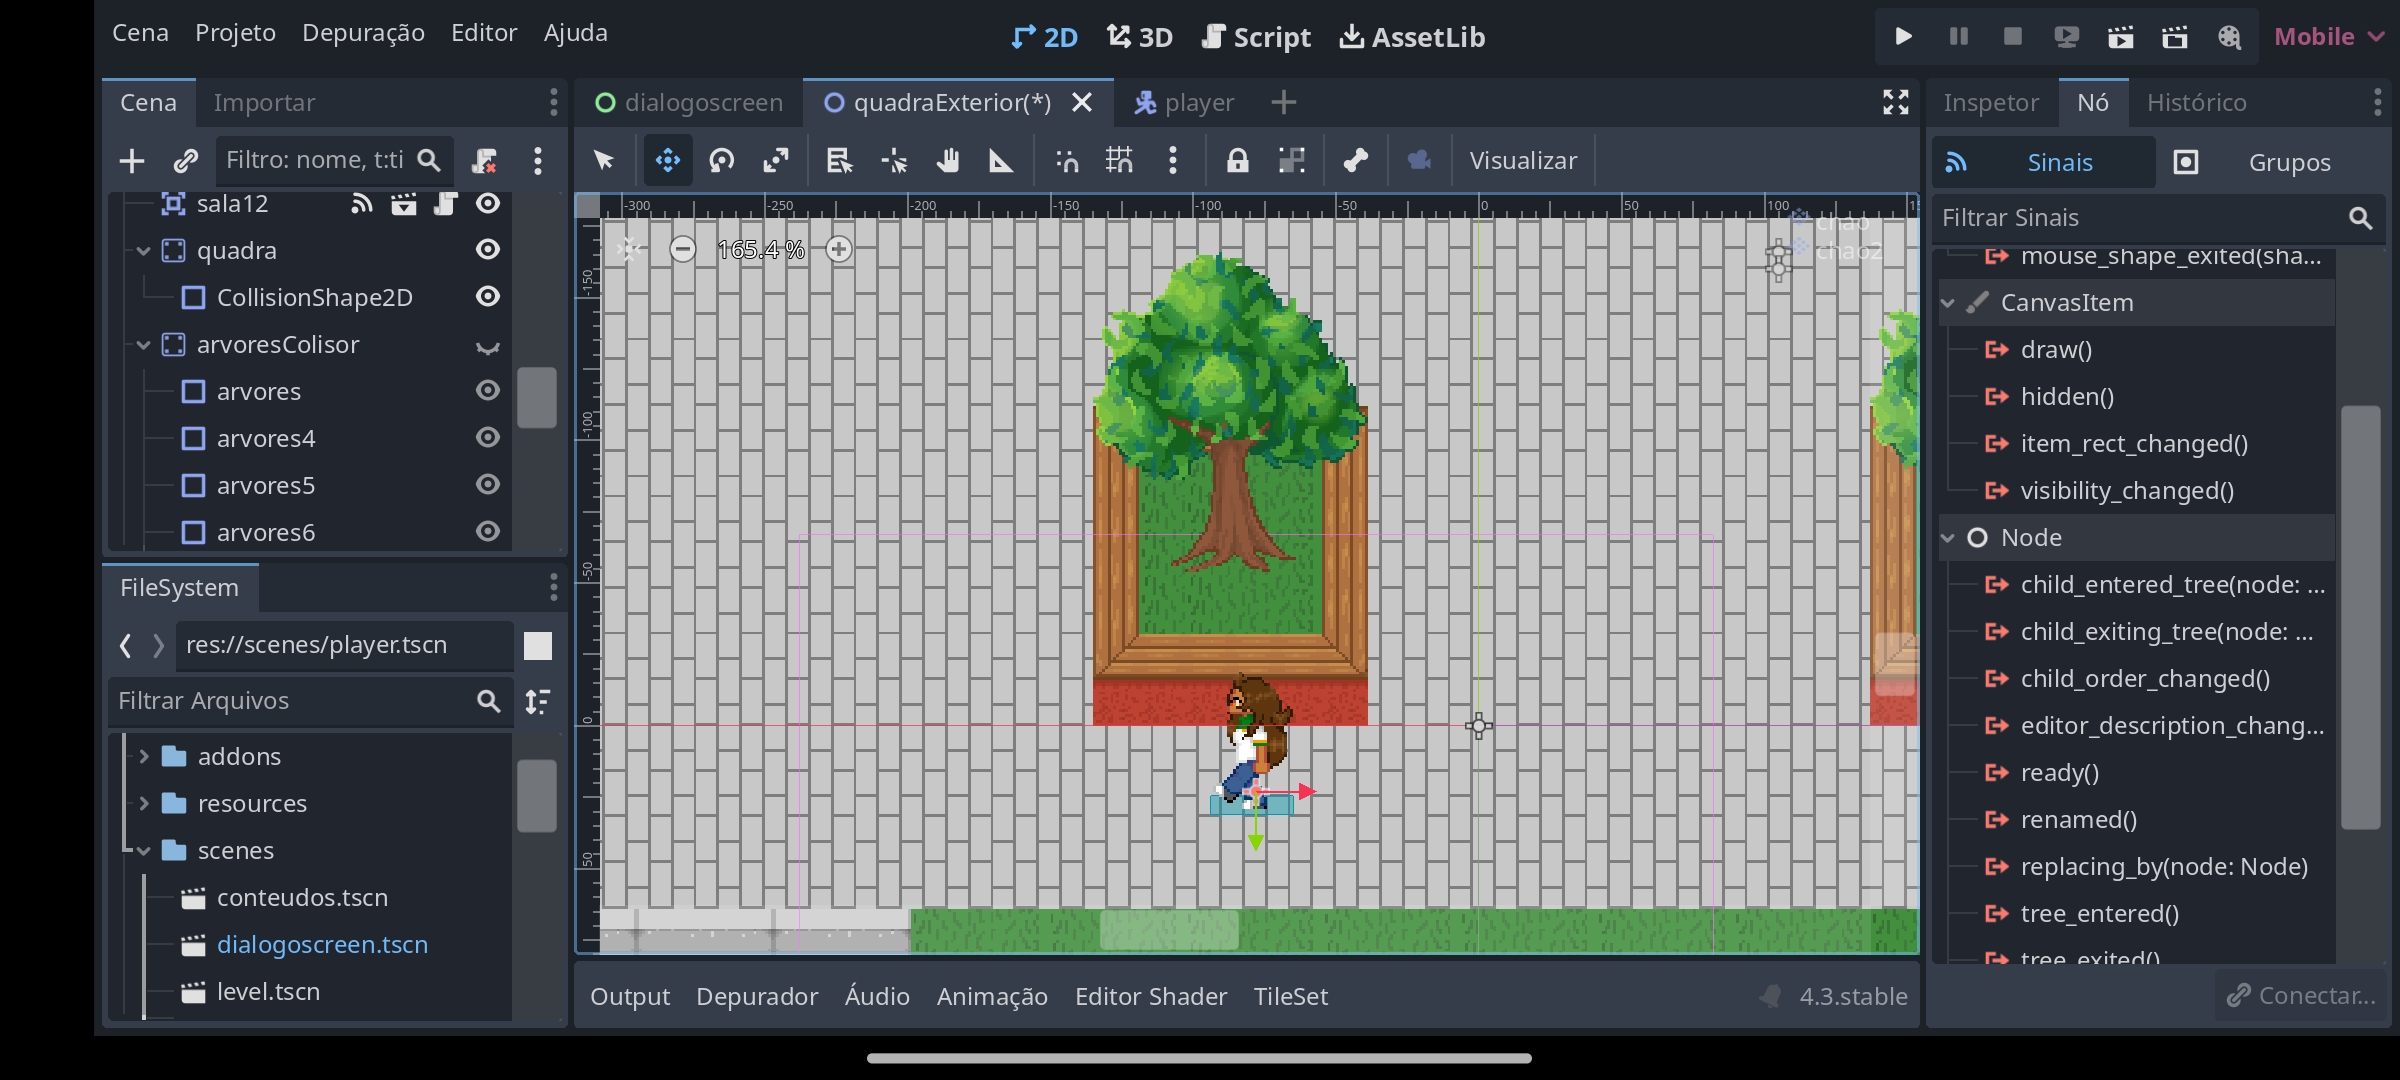 Cena Projeto Depuração Editor Ajuda
2D 3D Script AssetLib
Mobile
Cena Importar
Filtro: nome, t:ti
sala12
quadra
CollisionShape2D
arvoresColisor
arvores
arvores4
arvores5
arvores6
FileSystem
res://scenes/player.tscn
Filtrar Arquivos
addons
resources
scenes
conteudos.tscn
dialogoscreen.tscn
level.tscn
dialogoscreen quadraExterior(*) player
Visualizar
-300 -250 -200 -150 -100 -50 0 50 100
-150
-100
-50
0
50
165.4 %
chao
chao2
Output Depurador Áudio Animação Editor Shader TileSet
4.3.stable
Inspetor Nó Histórico
Sinais Grupos
Filtrar Sinais
mouse_shape_exited(sha...
CanvasItem
draw()
hidden()
item_rect_changed()
visibility_changed()
Node
child_entered_tree(node: ...
child_exiting_tree(node: ...
child_order_changed()
editor_description_chang...
ready()
renamed()
replacing_by(node: Node)
tree_entered()
tree_exited()
Conectar...